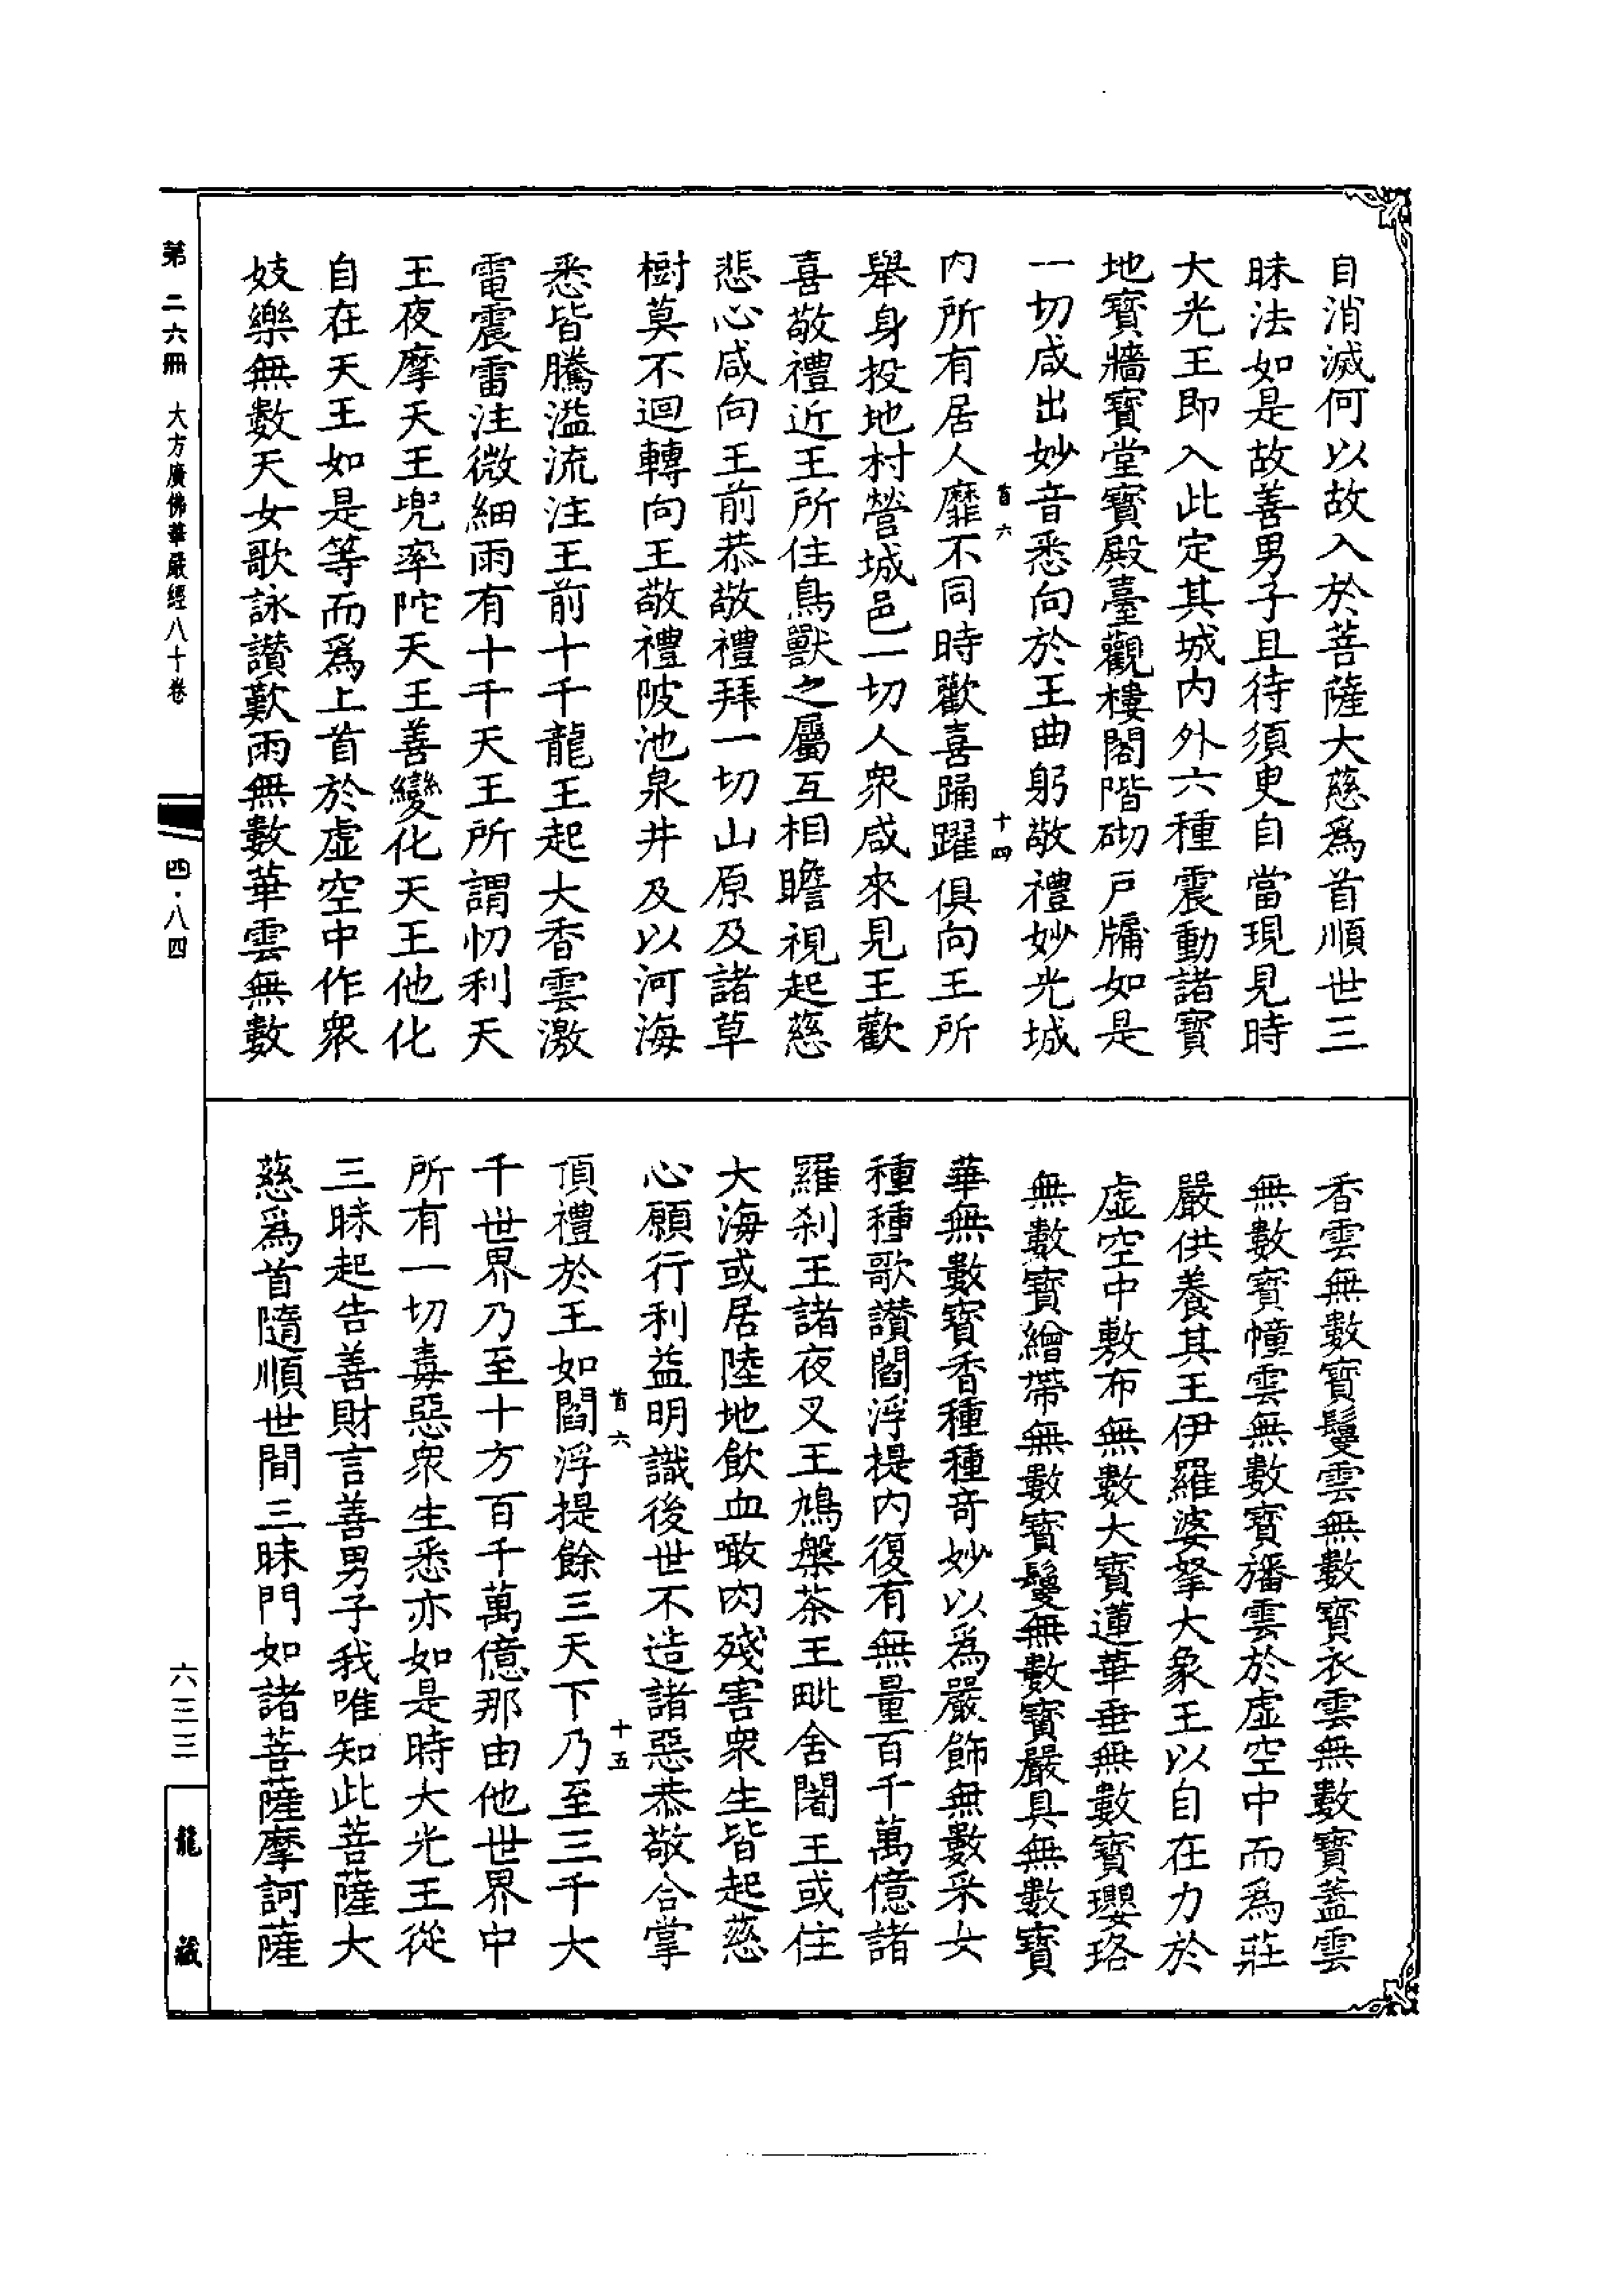 自消滅何以故入於菩薩大慈爲首順世三
昧法如是故善男子且待須臾自當現見時
大光王即入此定其城內外六種震動諸寶
地寶牆寶堂寶殿臺觀樓閣階砌戶牖如是
一切咸出妙音悉向於王曲躬敬禮妙光城
首六 十四
內所有居人靡不同時歡喜踊躍俱向王所
舉身投地村營城邑一切人衆咸來見王歡
喜敬禮近王所住鳥獸之屬互相瞻視起慈
悲心咸向王前恭敬禮拜一切山原及諸草
樹莫不迴轉向王敬禮陂池泉井及以河海
悉皆騰溢流注王前十千龍王起大香雲激
電震雷注微細雨有十千天王所謂忉利天
王夜摩天王兜率陀天王善變化天王他化
自在天王如是等而爲上首於虛空中作衆
妓樂無數天女歌詠讚歎雨無數華雲無數
香雲無數寶鬘雲無數寶衣雲無數寶蓋雲
無數寶幢雲無數寶旛雲於虛空中而爲莊
嚴供養其王伊羅婆拏大象王以自在力於
虛空中敷布無數大寶蓮華垂無數寶瓔珞
無數寶繒帶無數寶鬘無數寶嚴具無數寶
華無數寶香種種奇妙以爲嚴飾無數采女
種種歌讚閻浮提內復有無量百千萬億諸
羅刹王諸夜叉王鳩槃茶王毗舍闍王或住
大海或居陸地飲血噉肉殘害衆生皆起慈
心願行利益明識後世不造諸惡恭敬合掌
首六 十五
頂禮於王如閻浮提餘三天下乃至三千大
千世界乃至十方百千萬億那由他世界中
所有一切毒惡衆生悉亦如是時大光王從
三昧起告善財言善男子我唯知此菩薩大
慈爲首隨順世間三昧門如諸菩薩摩訶薩
第二六冊 大方廣佛華嚴經八十卷 四·八四
六三三
龍藏